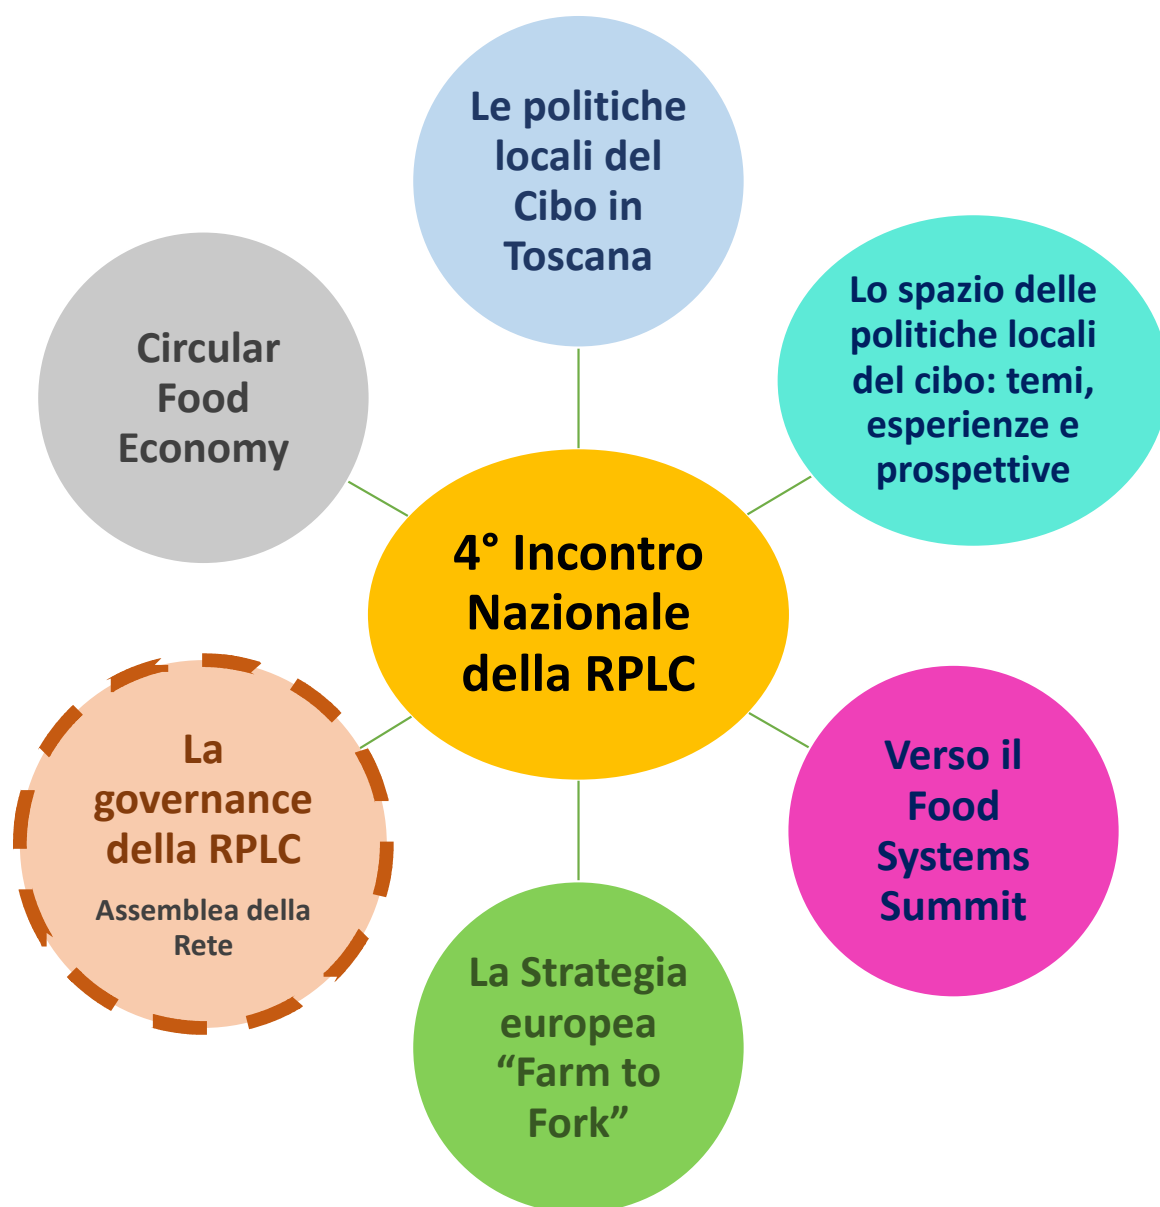 Le politiche
locali del
Cibo in
Toscana
Lo spazio delle
politiche locali
del cibo: temi,
esperienze e
prospettive
Circular
Food
Economy
4° Incontro
Nazionale
della RPLC
Verso il
Food
Systems
Summit
La
governance
della RPLC
Assemblea della
Rete
La Strategia
europea
“Farm to
Fork”